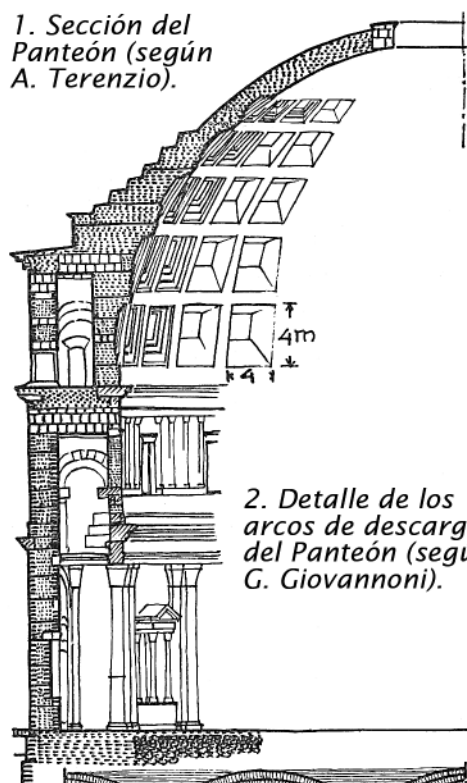 1. Sección del
Panteón (según
A. Terenzio).
4m
4
2. Detalle de los
arcos de descarg
del Panteón (segu
G. Giovannoni).